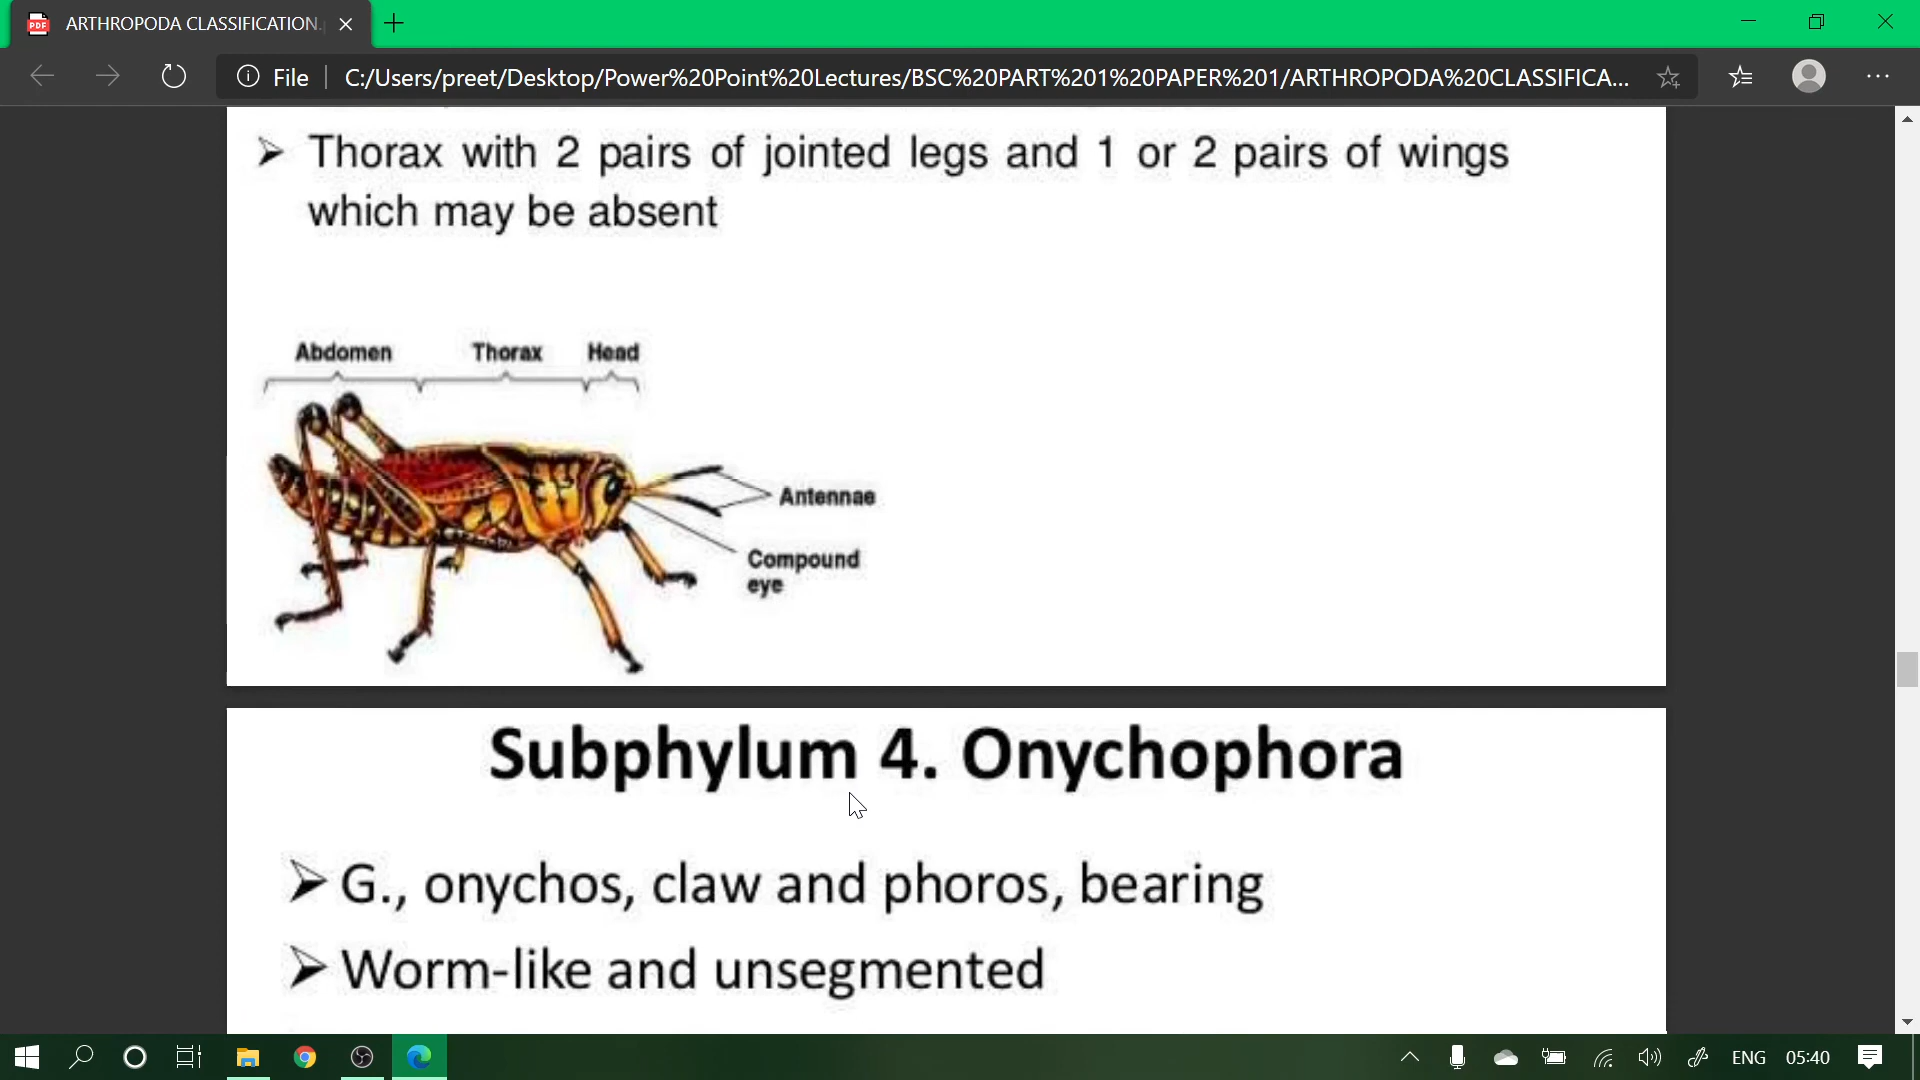 ARTHROPODA CLASSIFICATION.
File
C:/Users/preet/Desktop/Power%20Point%20Lectures/BSC%20PART%201%20PAPER%201/ARTHROPODA%20CLASSIFICA...
➢ Thorax with 2 pairs of jointed legs and 1 or 2 pairs of wings
which may be absent
Abdomen Thorax Head
Antennae
Compound
eye
Subphylum 4. Onychophora
➢ G., onychos, claw and phoros, bearing
➢ Worm-like and unsegmented
ENG 05:40